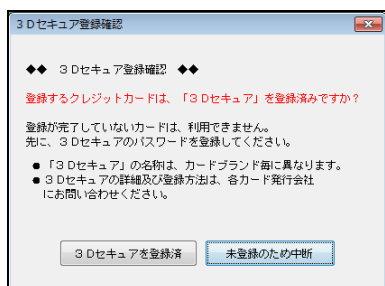 3Dセキュア登録確認
◆◆ 3Dセキュア登録確認 ◆◆
登録するクレジットカードは、「3Dセキュア」を登録済みですか？
登録が完了していないカードは、利用できません。
先に、3Dセキュアのパスワードを登録してください。
● 「3Dセキュア」の名称は、カードブランド毎に異なります。
● 3Dセキュアの詳細及び登録方法は、各カード発行会社
にお問い合わせください。
3Dセキュアを登録済 未登録のため中断